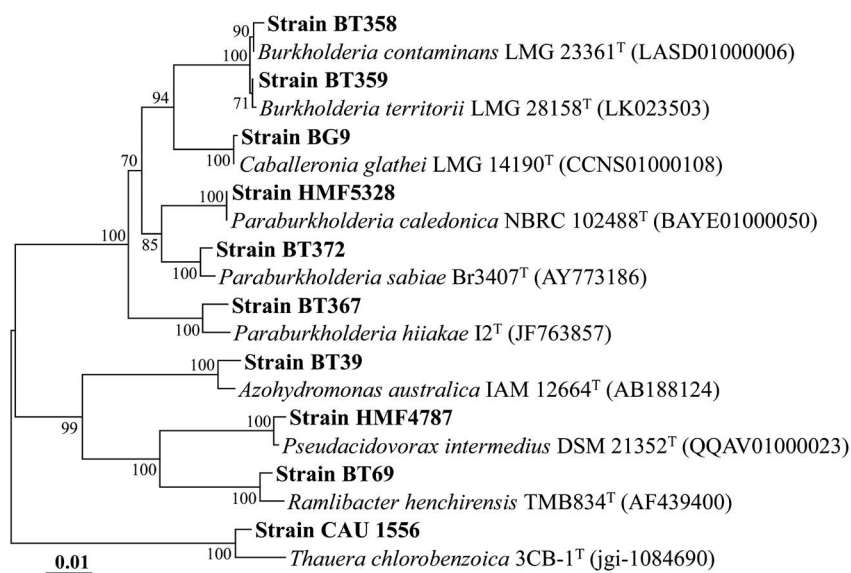 90
Strain BT358
100
Burkholderia contaminans LMG 23361ᵀ (LASD01000006)
Strain BT359
94
71
Burkholderia territorii LMG 28158ᵀ (LK023503)
Strain BG9
70
100
Caballeronia glathei LMG 14190ᵀ (CCNS01000108)
100
Strain HMF5328
Paraburkholderia caledonica NBRC 102488ᵀ (BAYE01000050)
100
85
Strain BT372
100
Paraburkholderia sabiae Br3407ᵀ (AY773186)
Strain BT367
100
Paraburkholderia hiiakae I2ᵀ (JF763857)
100
Strain BT39
Azohydromonas australica IAM 12664ᵀ (AB188124)
99
100
Strain HMF4787
Pseudacidovorax intermedius DSM 21352ᵀ (QQAV01000023)
100
Strain BT69
100
Ramlibacter henchirensis TMB834ᵀ (AF439400)
Strain CAU 1556
100
Thauera chlorobenzoica 3CB-1ᵀ (jgi-1084690)
0.01